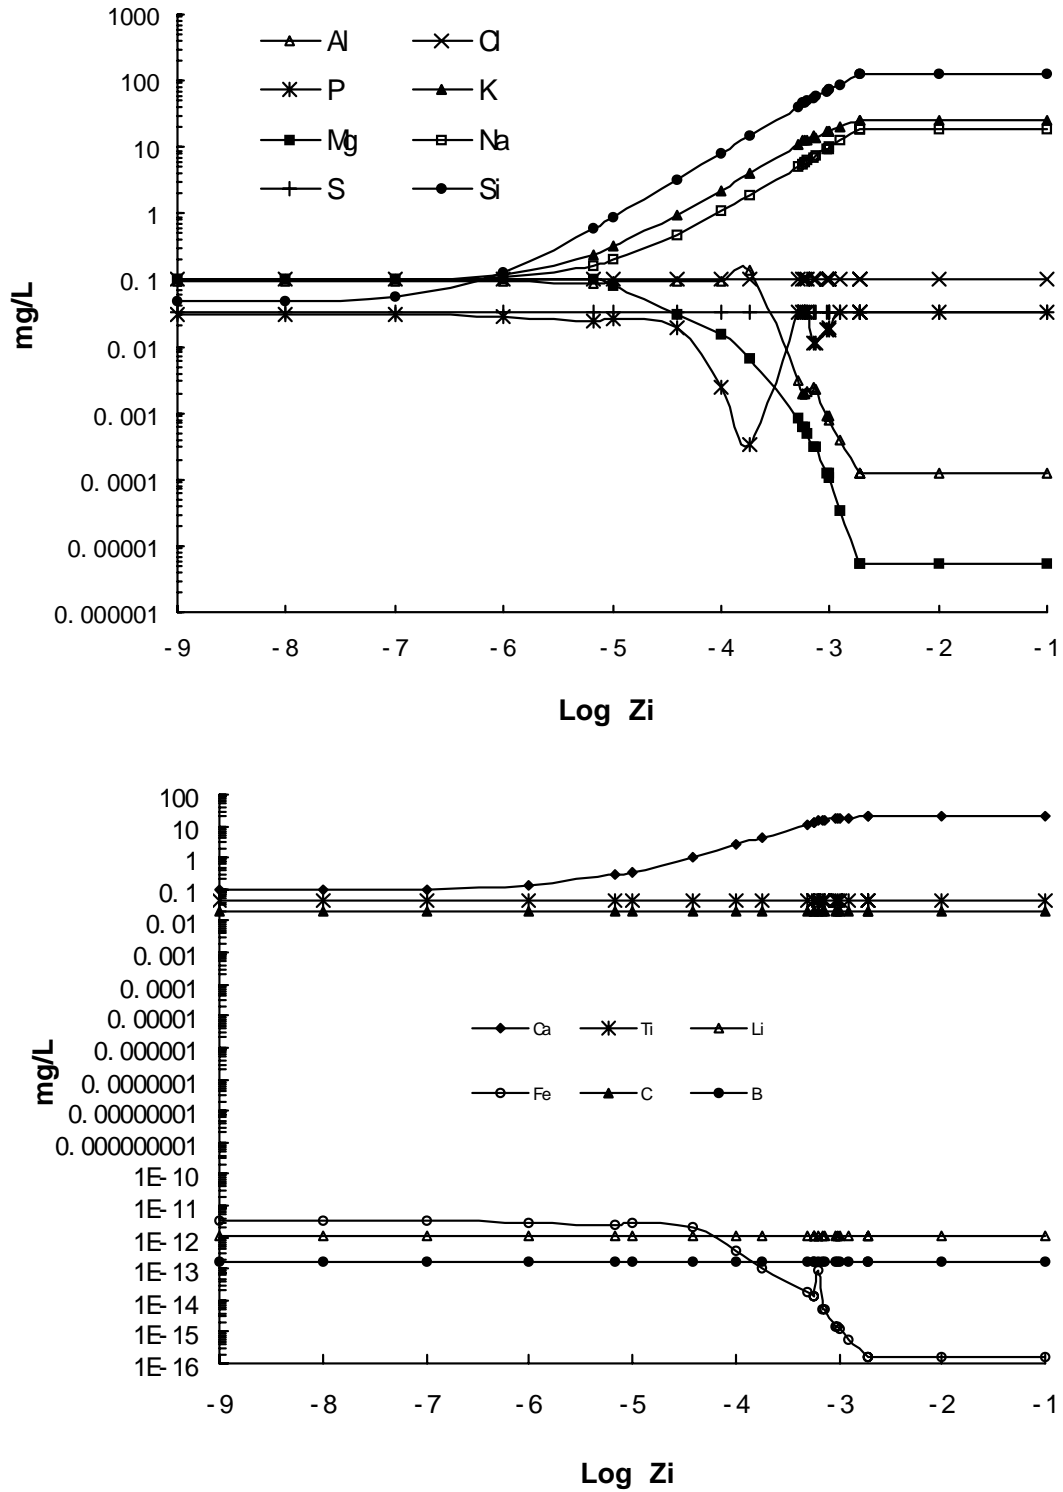 1000
100
10
1
0.1
0.01
0.001
0.0001
0.00001
0.000001
mg/L
Al Cl
P K
Mg Na
S Si
-9 -8 -7 -6 -5 -4 -3 -2 -1
Log Zi
100
10
1
0.1
0.01
0.001
0.0001
0.00001
0.000001
0.0000001
0.00000001
0.000000001
1E-10
1E-11
1E-12
1E-13
1E-14
1E-15
1E-16
mg/L
Ca Ti Li
Fe C B
-9 -8 -7 -6 -5 -4 -3 -2 -1
Log Zi